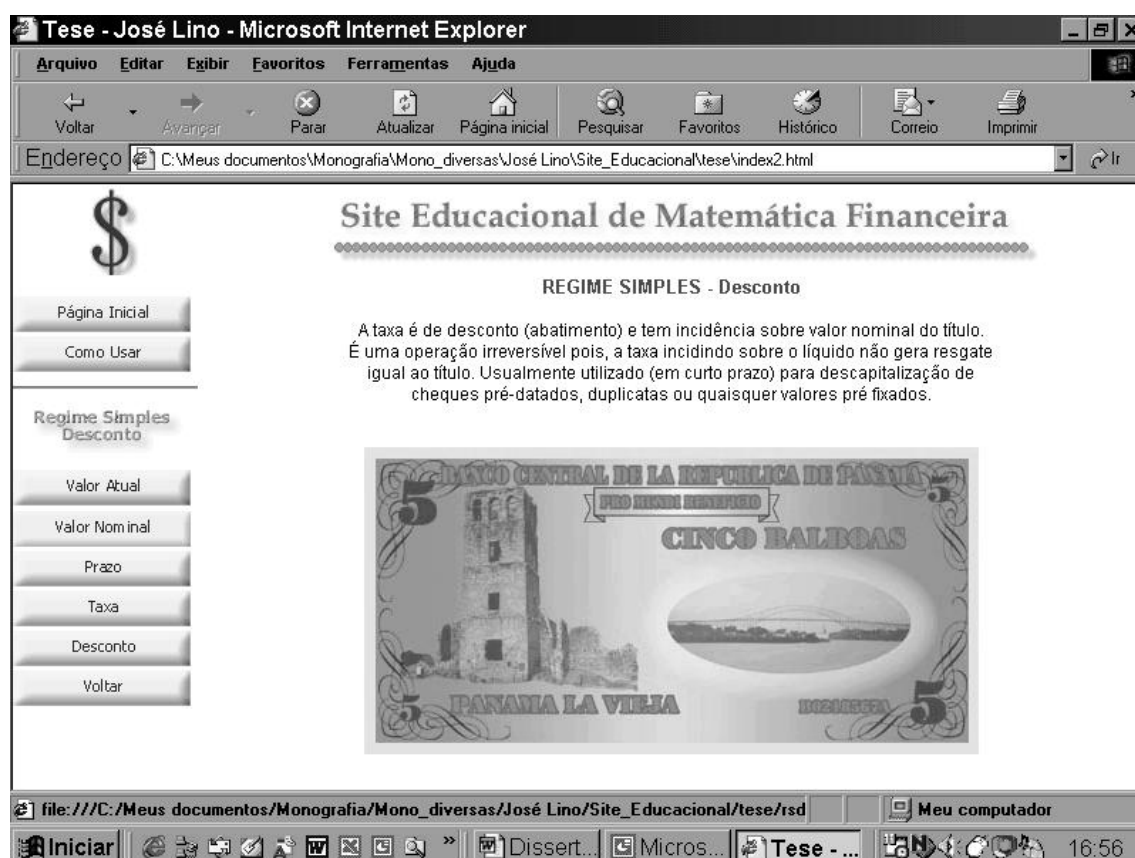 Tese - José Lino - Microsoft Internet Explorer
Arquivo Editar Exibir Favoritos Ferramentas Ajuda
Voltar Avançar Parar Atualizar Página inicial Pesquisar Favoritos Histórico Correio Imprimir
Endereço C:\Meus documentos\Monografia\Mono_diversas\José Lino\Site_Educacional\tese\index2.html Ir
$
Site Educacional de Matemática Financeira
REGIME SIMPLES - Desconto
Página Inicial
Como Usar
A taxa é de desconto (abatimento) e tem incidência sobre valor nominal do título.
É uma operação irreversível pois, a taxa incidindo sobre o líquido não gera resgate
igual ao título. Usualmente utilizado (em curto prazo) para descapitalização de
cheques pré-datados, duplicatas ou quaisquer valores pré fixados.
Regime Simples
Desconto
Valor Atual
Valor Nominal
Prazo
Taxa
Desconto
Voltar
BANCO CENTRAL DE LA REPUBLICA DE PANAMA
5 5
PRO MUNDI BENEFICIO
CINCO BALBOAS
PANAMA LA VIEJA
5 5
file:///C:/Meus documentos/Monografia/Mono_diversas/José Lino/Site_Educacional/tese/rsd Meu computador
Iniciar » Dissert... Micros... Tese - ... 16:56